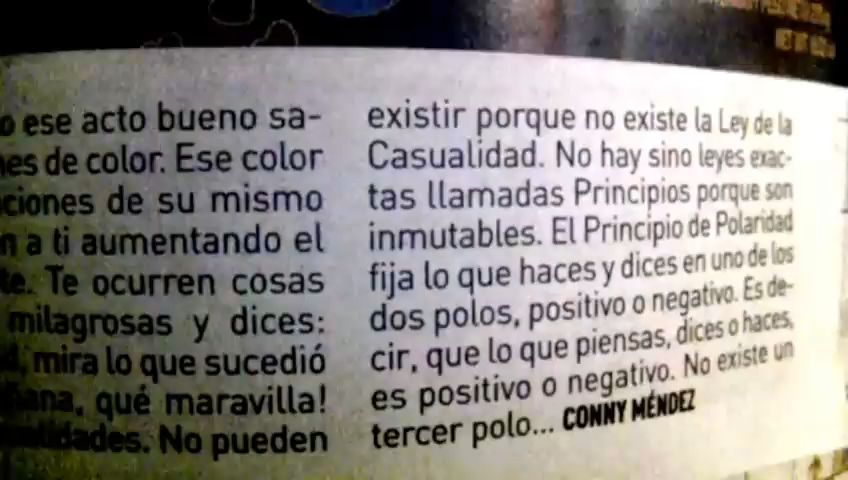 o ese acto bueno sa-
es de color. Ese color
ciones de su mismo
n a ti aumentando el
te. Te ocurren cosas
milagrosas y dices:
mira lo que sucedió
qué maravilla!
No pueden
existir porque no existe la Ley de la
Casualidad. No hay sino leyes exac-
tas llamadas Principios porque son
inmutables. El Principio de Polaridad
fija lo que haces y dices en uno de los
dos polos, positivo o negativo. Es de-
cir, que lo que piensas, dices o haces,
es positivo o negativo. No existe un
tercer polo... CONNY MÉNDEZ